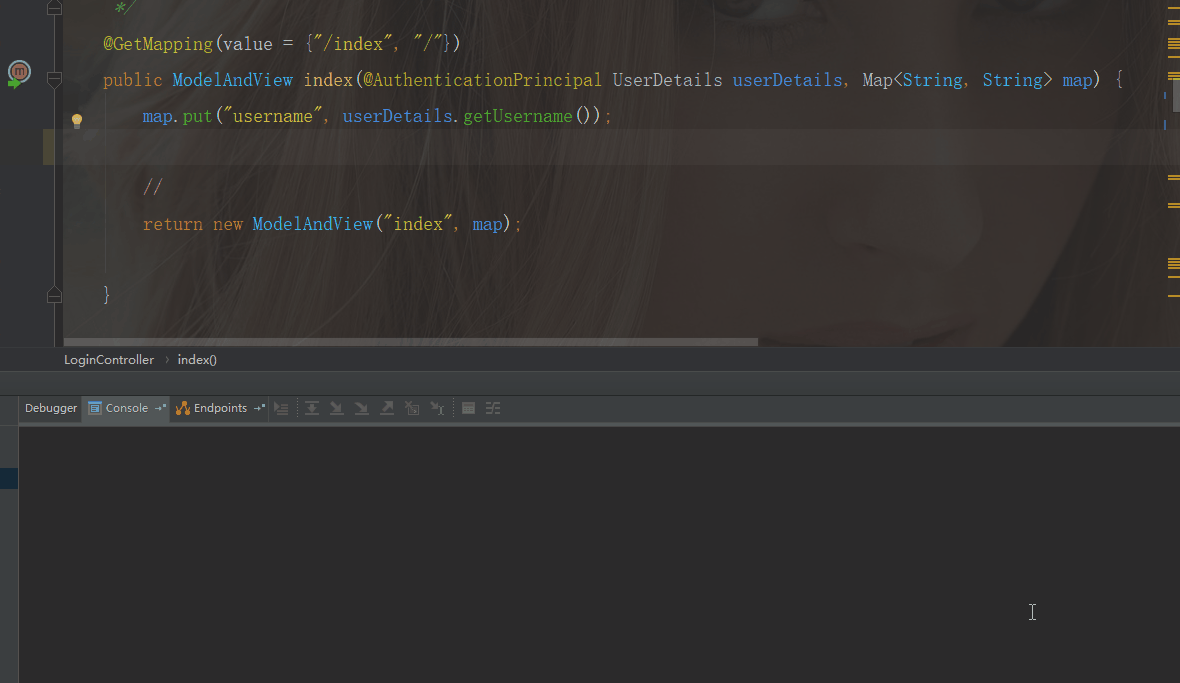 */
@GetMapping(value = {"/index", "/"})
public ModelAndView index(@AuthenticationPrincipal UserDetails userDetails, Map<String, String> map) {
map.put("username", userDetails.getUsername());
//
return new ModelAndView("index", map);
}
LoginController › index()
Debugger Console Endpoints